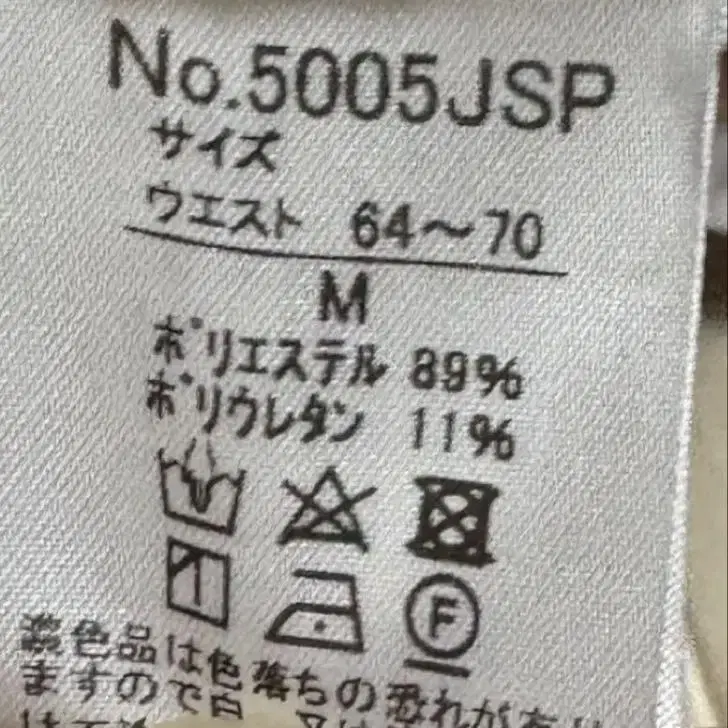 No.5005JSP
サイズ
ウエスト 64～70
M
ポリエステル 89%
ポリウレタン 11%
F
濃色品は色落ちの恐れが有り
ますので白